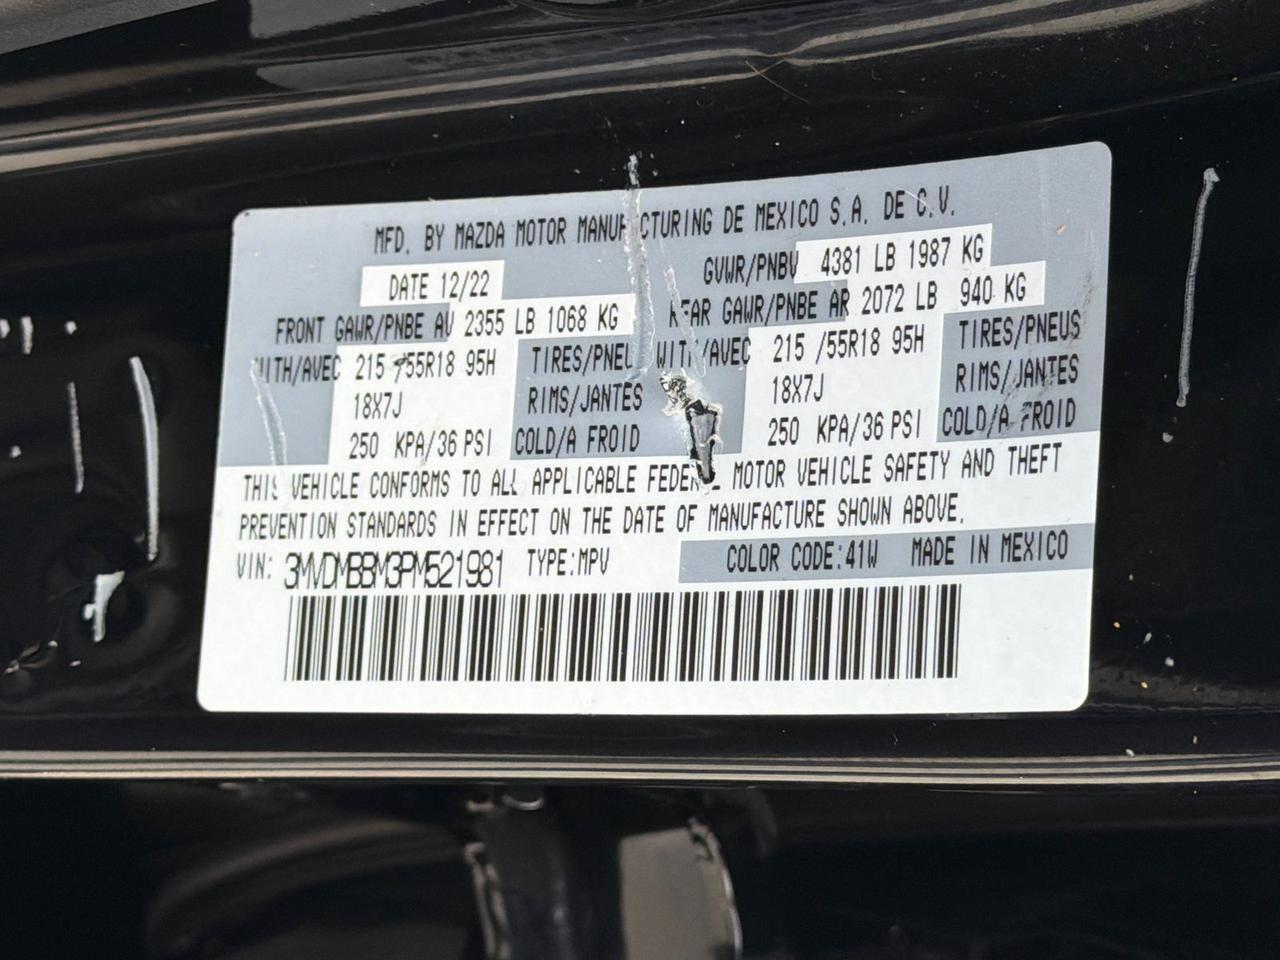 MFD. BY MAZDA MOTOR MANUFACTURING DE MEXICO S.A. DE C.V.
DATE 12/22 GVWR/PNBV 4381 LB 1987 KG
FRONT GAWR/PNBE AV 2355 LB 1068 KG REAR GAWR/PNBE AR 2072 LB 940 KG
WITH/AVEC 215 /55R18 95H TIRES/PNEU WITH/AVEC 215 /55R18 95H TIRES/PNEUS
18X7J RIMS/JANTES 18X7J RIMS/JANTES
250 KPA/36 PSI COLD/A FROID 250 KPA/36 PSI COLD/A FROID
THIS VEHICLE CONFORMS TO ALL APPLICABLE FEDERAL MOTOR VEHICLE SAFETY AND THEFT
PREVENTION STANDARDS IN EFFECT ON THE DATE OF MANUFACTURE SHOWN ABOVE.
VIN: 3MVDMBBM3PM521981 TYPE:MPV COLOR CODE:41W MADE IN MEXICO